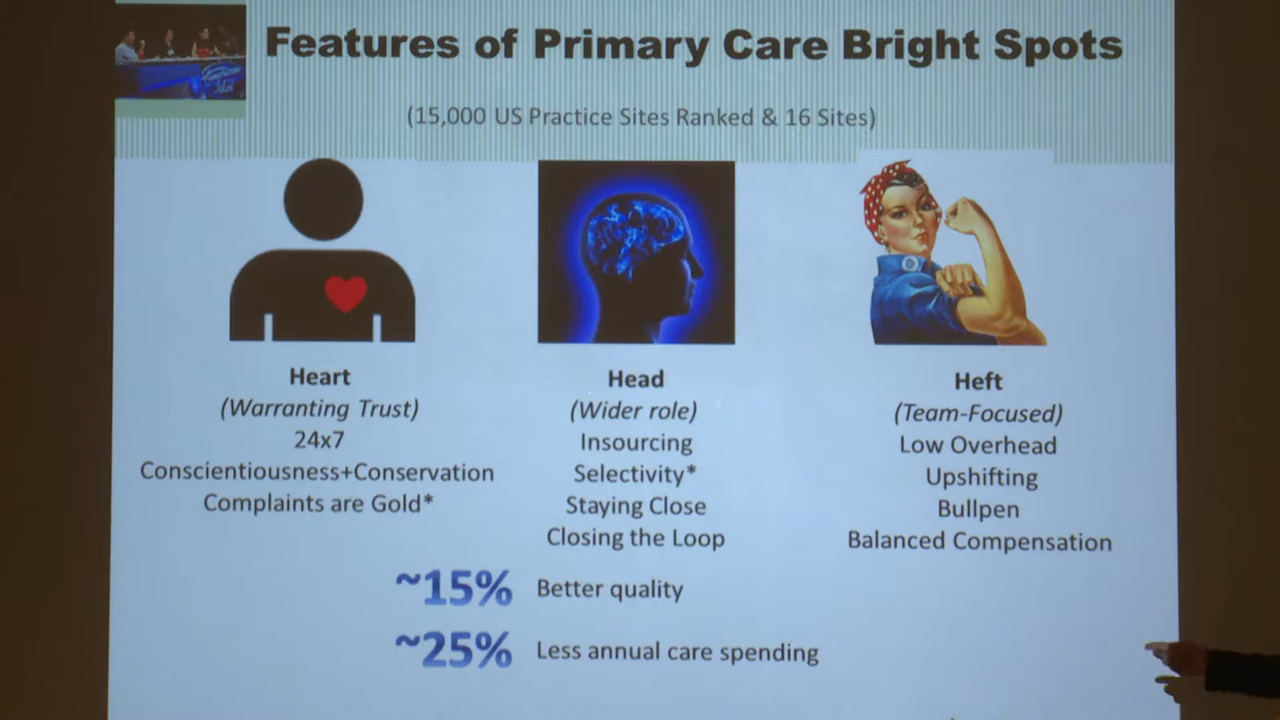 Features of Primary Care Bright Spots
(15,000 US Practice Sites Ranked & 16 Sites)
American Idol
Heart
(Warranting Trust)
24x7
Conscientiousness+Conservation
Complaints are Gold*
Head
(Wider role)
Insourcing
Selectivity*
Staying Close
Closing the Loop
Heft
(Team-Focused)
Low Overhead
Upshifting
Bullpen
Balanced Compensation
~15% Better quality
~25% Less annual care spending